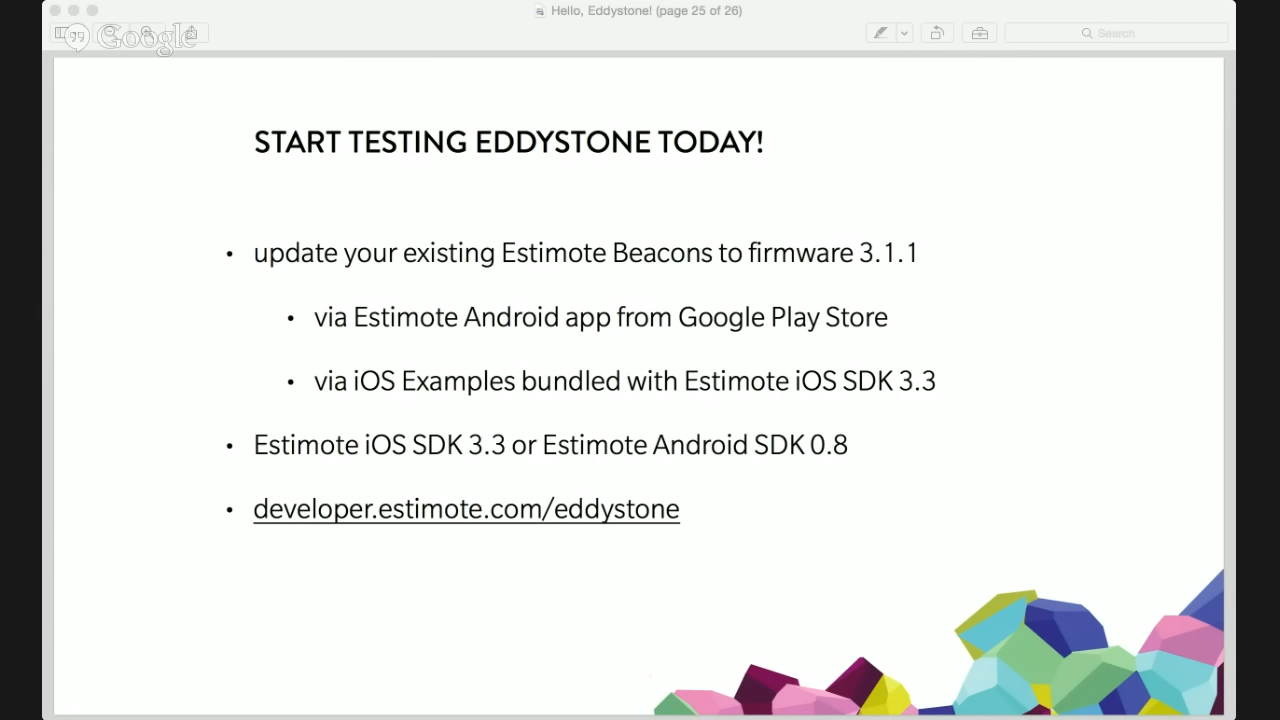 Hello, Eddystone! (page 25 of 26)
Google
Search
START TESTING EDDYSTONE TODAY!
• update your existing Estimote Beacons to firmware 3.1.1
• via Estimote Android app from Google Play Store
• via iOS Examples bundled with Estimote iOS SDK 3.3
• Estimote iOS SDK 3.3 or Estimote Android SDK 0.8
• developer.estimote.com/eddystone